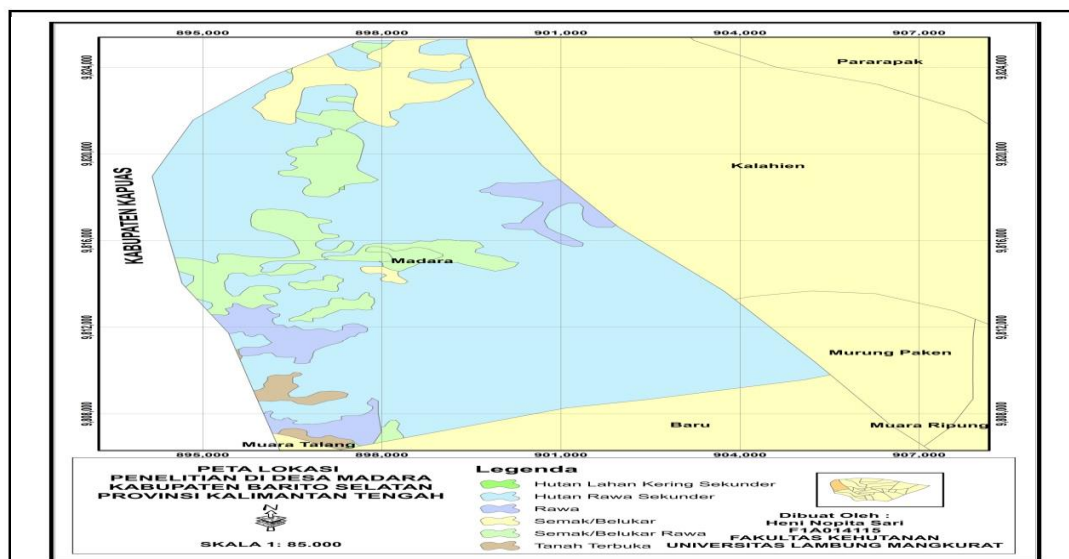 895,000 898,000 901,000 904,000 907,000
9,824,000 9,824,000
Pararapak
9,820,000 9,820,000
Kalahien
KABUPATEN KAPUAS
9,816,000 9,816,000
Madara
9,812,000 9,812,000
Murung Paken
9,808,000 9,808,000
Baru
Muara Ripung
Muara Talang
895,000 898,000 901,000 904,000 907,000
PETA LOKASI
PENELITIAN DI DESA MADARA
KABUPATEN BARITO SELATAN
PROVINSI KALIMANTAN TENGAH
N
SKALA 1: 85.000
Legenda
Hutan Lahan Kering Sekunder
Hutan Rawa Sekunder
Rawa
Semak/Belukar
Semak/Belukar Rawa
Tanah Terbuka
Dibuat Oleh :
Heni Nopita Sari
F1A014115
FAKULTAS KEHUTANAN
UNIVERSITAS LAMBUNG MANGKURAT